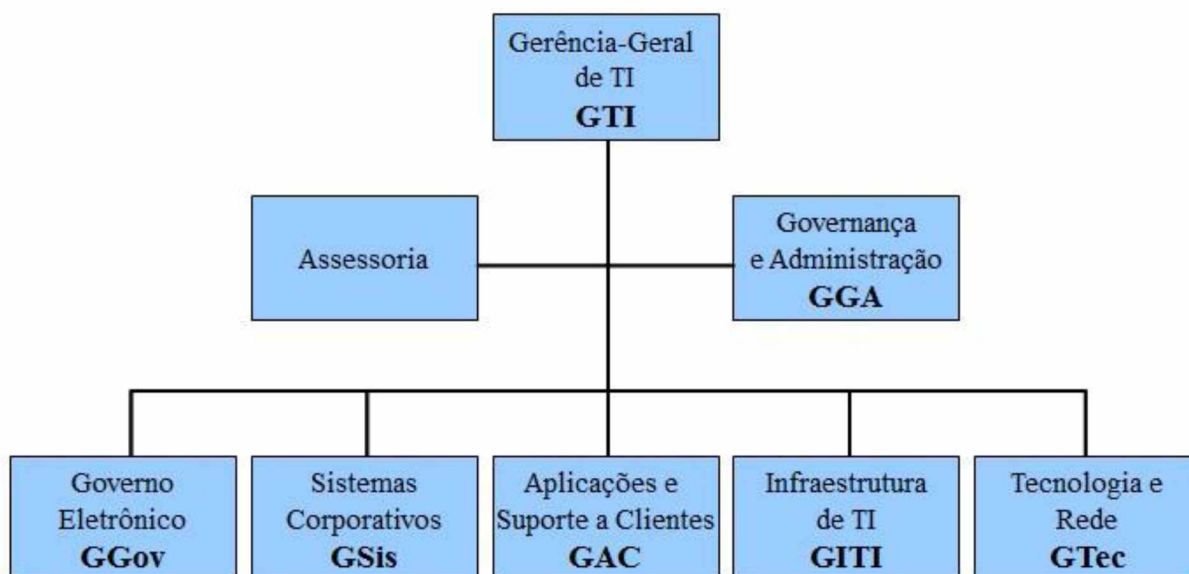 Gerência-Geral
de TI
GTI
Assessoria
Governança
e Administração
GGA
Governo
Eletrônico
GGov
Sistemas
Corporativos
GSis
Aplicações e
Suporte a Clientes
GAC
Infraestrutura
de TI
GITI
Tecnologia e
Rede
GTec